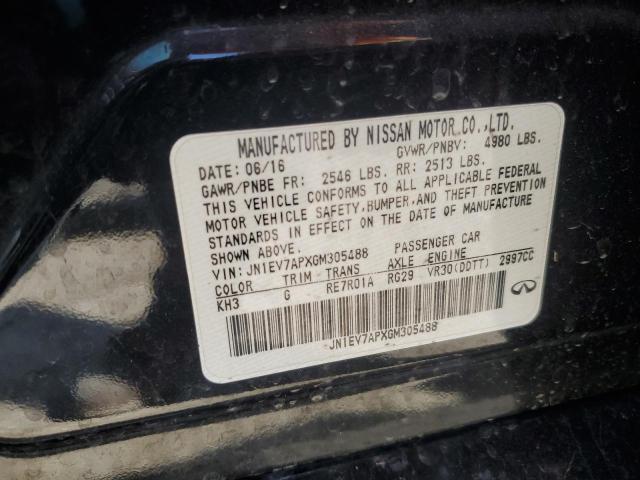 MANUFACTURED BY NISSAN MOTOR CO.,LTD.
DATE: 06/16 GVWR/PNBV: 4980 LBS.
GAWR/PNBE FR: 2546 LBS. RR: 2513 LBS.
THIS VEHICLE CONFORMS TO ALL APPLICABLE FEDERAL
MOTOR VEHICLE SAFETY, BUMPER, AND THEFT PREVENTION
STANDARDS IN EFFECT ON THE DATE OF MANUFACTURE
SHOWN ABOVE.
VIN: JN1EV7APXGM305488 PASSENGER CAR
COLOR TRIM TRANS AXLE ENGINE
KH3 G RE7R01A RG29 VR30(DDTT) 2997CC
JN1EV7APXGM305488